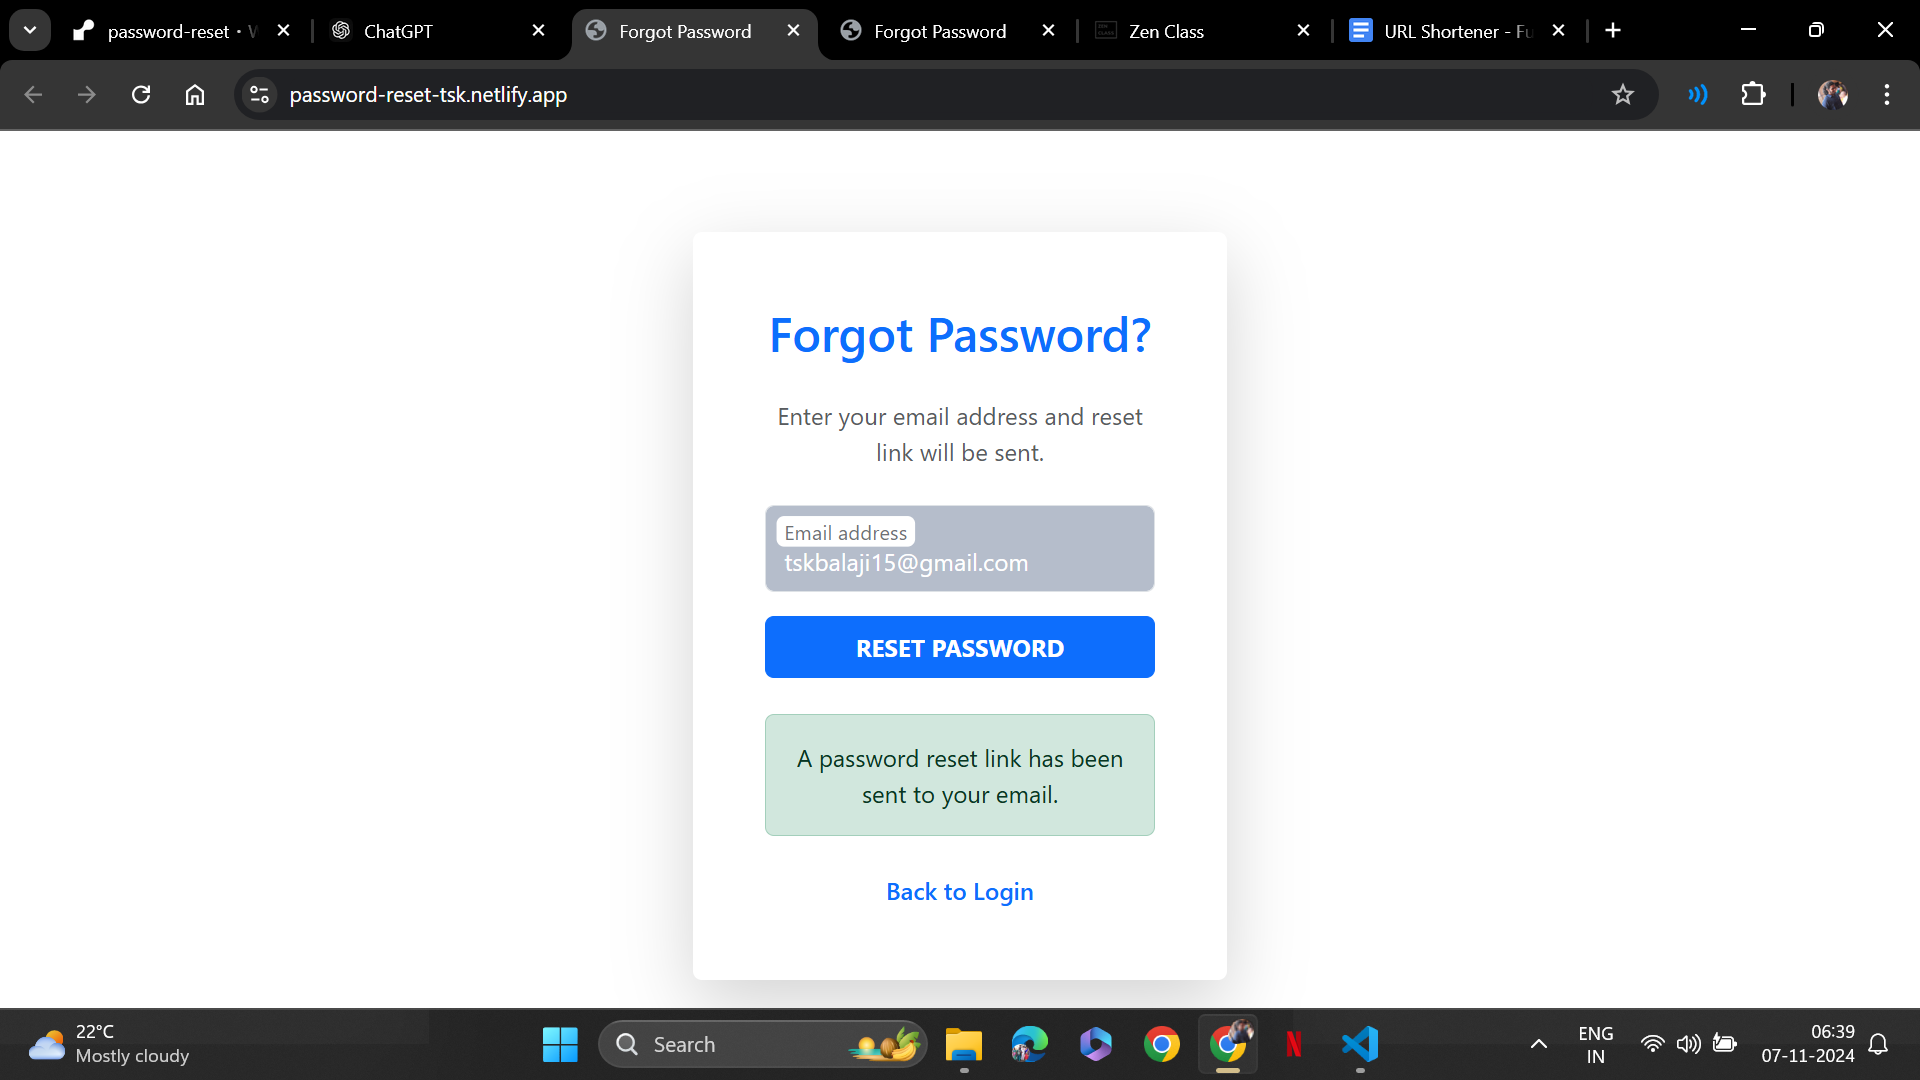 password-reset ·
ChatGPT
Forgot Password
Forgot Password
Zen Class
URL Shortener - Fu
password-reset-tsk.netlify.app
Forgot Password?
Enter your email address and reset
link will be sent.
Email address
tskbalaji15@gmail.com
RESET PASSWORD
A password reset link has been
sent to your email.
Back to Login
22°C
Mostly cloudy
Search
ENG
IN
06:39
07-11-2024